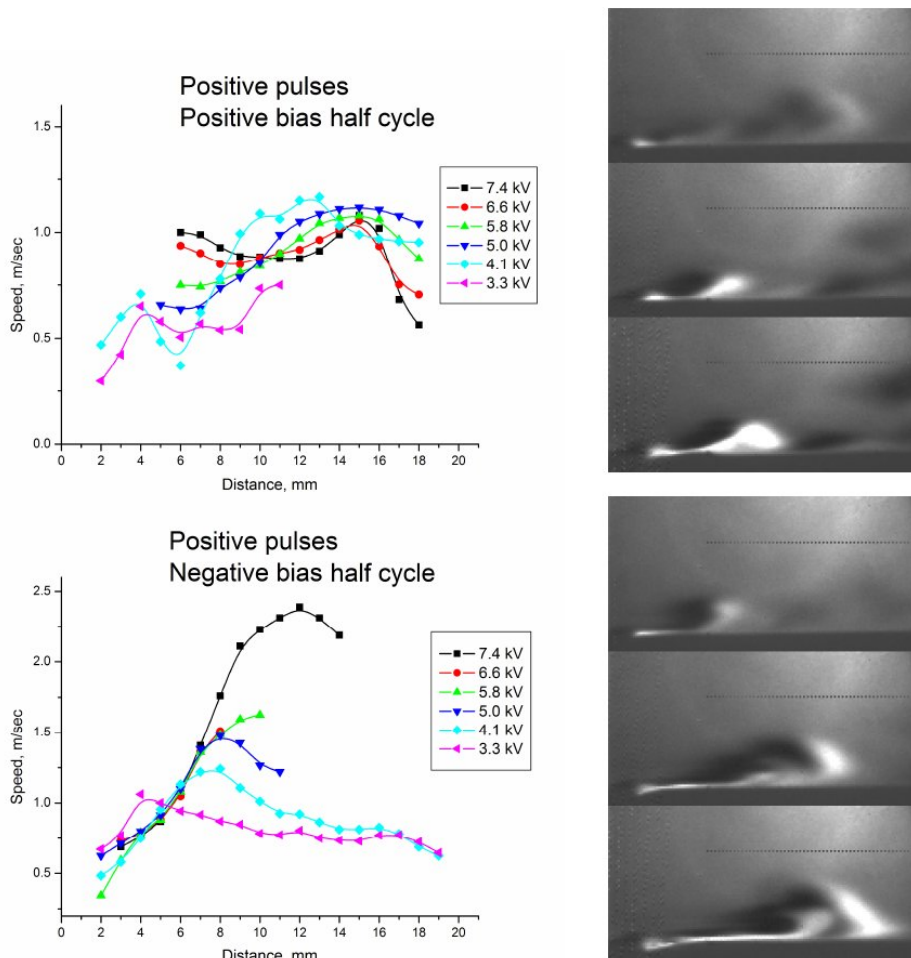 Positive pulses
Positive bias half cycle
1.5
1.0
0.5
0.0
Speed, m/sec
7.4 kV
6.6 kV
5.8 kV
5.0 kV
4.1 kV
3.3 kV
0 2 4 6 8 10 12 14 16 18 20
Distance, mm
Positive pulses
Negative bias half cycle
2.5
2.0
1.5
1.0
0.5
Speed, m/sec
7.4 kV
6.6 kV
5.8 kV
5.0 kV
4.1 kV
3.3 kV
0 2 4 6 8 10 12 14 16 18 20
Distance, mm